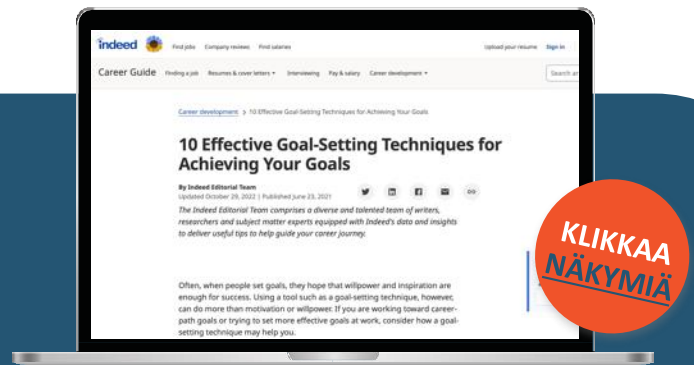 indeed
Find jobs Company reviews Find salaries
Upload your resume Sign in
Career Guide Finding a job Resumes & cover letters Interviewing Pay & salary Career development
Search ar
Career development > 10 Effective Goal-Setting Techniques for Achieving Your Goals
10 Effective Goal-Setting Techniques for
Achieving Your Goals
By Indeed Editorial Team
Updated October 29, 2022 | Published June 23, 2021
The Indeed Editorial Team comprises a diverse and talented team of writers,
researchers and subject matter experts equipped with Indeed's data and insights
to deliver useful tips to help guide your career journey.
Often, when people set goals, they hope that willpower and inspiration are
enough for success. Using a tool such as a goal-setting technique, however,
can do more than motivation or willpower. If you are working toward career-
path goals or trying to set more effective goals at work, consider how a goal-
setting technique may help you.
KLIKKAA
NÄKYMIÄ